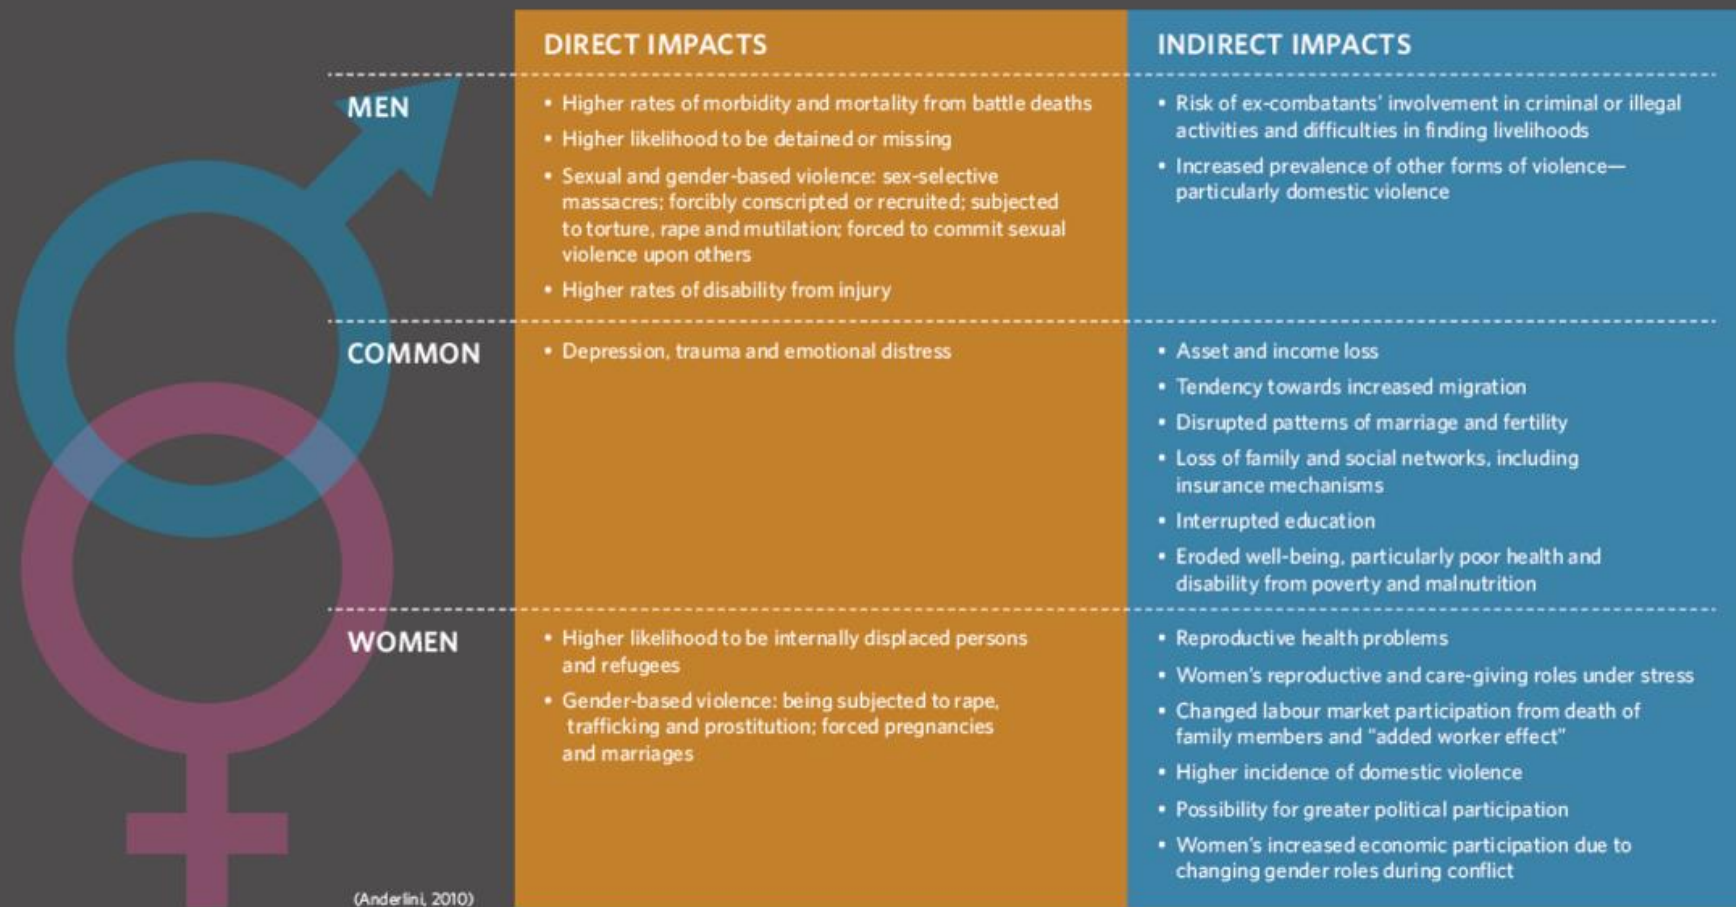 DIRECT IMPACTS
INDIRECT IMPACTS
MEN
• Higher rates of morbidity and mortality from battle deaths
• Higher likelihood to be detained or missing
• Sexual and gender-based violence: sex-selective
massacres; forcibly conscripted or recruited; subjected
to torture, rape and mutilation; forced to commit sexual
violence upon others
• Higher rates of disability from injury
• Risk of ex-combatants' involvement in criminal or illegal
activities and difficulties in finding livelihoods
• Increased prevalence of other forms of violence—
particularly domestic violence
COMMON
• Depression, trauma and emotional distress
• Asset and income loss
• Tendency towards increased migration
• Disrupted patterns of marriage and fertility
• Loss of family and social networks, including
insurance mechanisms
• Interrupted education
• Eroded well-being, particularly poor health and
disability from poverty and malnutrition
WOMEN
• Higher likelihood to be internally displaced persons
and refugees
• Gender-based violence: being subjected to rape,
trafficking and prostitution; forced pregnancies
and marriages
• Reproductive health problems
• Women's reproductive and care-giving roles under stress
• Changed labour market participation from death of
family members and "added worker effect"
• Higher incidence of domestic violence
• Possibility for greater political participation
• Women's increased economic participation due to
changing gender roles during conflict
(Anderlini, 2010)